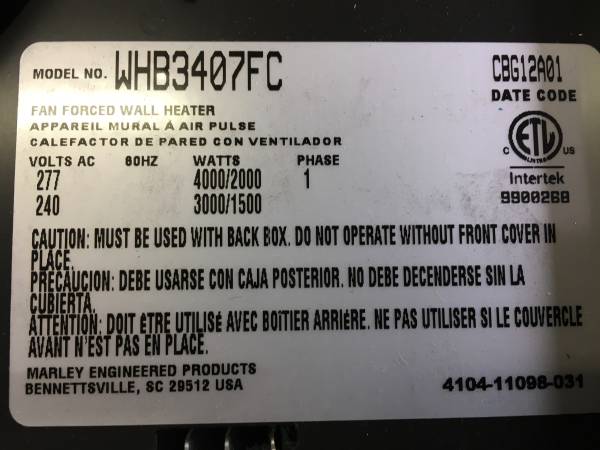 MODEL NO. WHB3407FC
CBG12A01
DATE CODE
FAN FORCED WALL HEATER
APPAREIL MURAL Á AIR PULSE
CALEFACTOR DE PARED CON VENTILADOR
VOLTS AC 60HZ WATTS PHASE
277 4000/2000 1
240 3000/1500
C ETL US
LISTED
Intertek
9900268
CAUTION: MUST BE USED WITH BACK BOX. DO NOT OPERATE WITHOUT FRONT COVER IN
PLACE.
PRECAUCION: DEBE USARSE CON CAJA POSTERIOR. NO DEBE DECENDERSE SIN LA
CUBIERTA.
ATTENTION: DOIT ÊTRE UTILISÉ AVEC BOÎTIER ARRIÈRE. NE PAS UTILISER SI LE COUVERCLE
AVANT N'EST PAS EN PLACE.
MARLEY ENGINEERED PRODUCTS
BENNETTSVILLE, SC 29512 USA
4104-11098-031